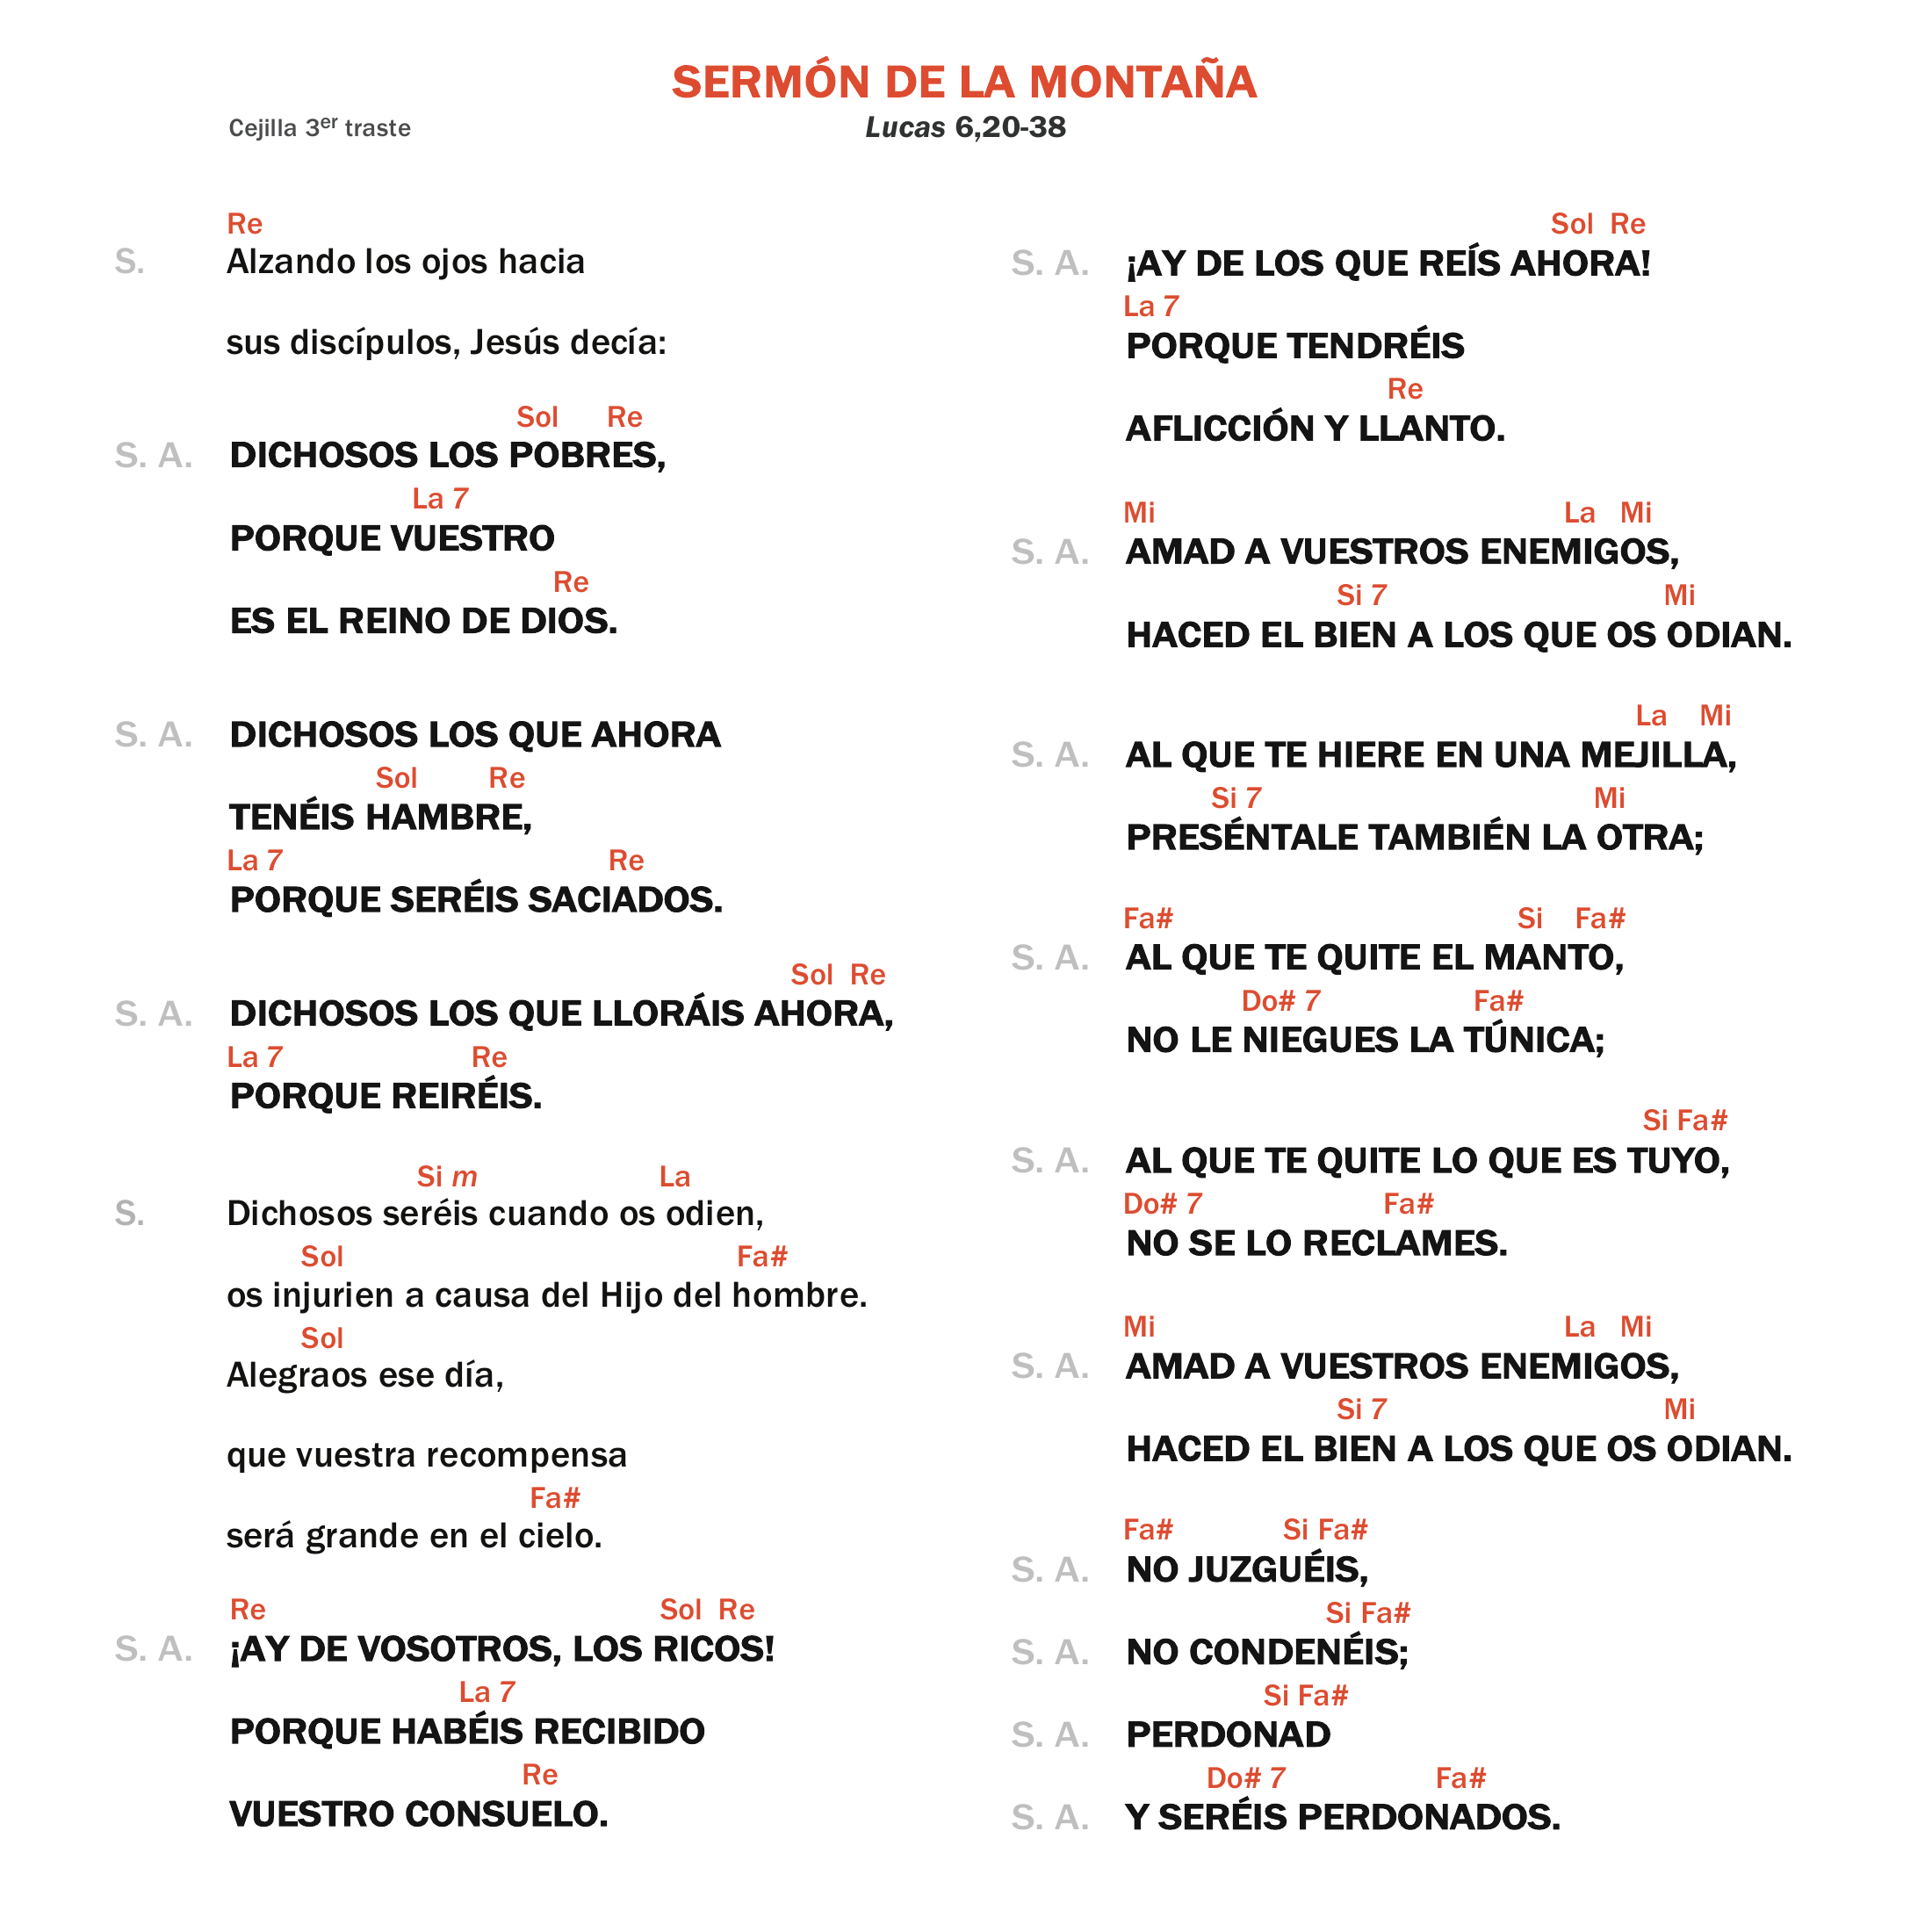 SERMÓN DE LA MONTAÑA
Cejilla 3er traste
Lucas 6,20-38
Re
S. Alzando los ojos hacia
sus discípulos, Jesús decía:
Sol Re
S. A. DICHOSOS LOS POBRES,
La 7
PORQUE VUESTRO
Re
ES EL REINO DE DIOS.
S. A. DICHOSOS LOS QUE AHORA
Sol Re
TENÉIS HAMBRE,
La 7 Re
PORQUE SERÉIS SACIADOS.
Sol Re
S. A. DICHOSOS LOS QUE LLORÁIS AHORA,
La 7 Re
PORQUE REIRÉIS.
Si m La
S. Dichosos seréis cuando os odien,
Sol Fa#
os injurien a causa del Hijo del hombre.
Sol
Alegraos ese día,
que vuestra recompensa
Fa#
será grande en el cielo.
Re Sol Re
S. A. ¡AY DE VOSOTROS, LOS RICOS!
La 7
PORQUE HABÉIS RECIBIDO
Re
VUESTRO CONSUELO.
Sol Re
S. A. ¡AY DE LOS QUE REÍS AHORA!
La 7
PORQUE TENDRÉIS
Re
AFLICCIÓN Y LLANTO.
Mi La Mi
S. A. AMAD A VUESTROS ENEMIGOS,
Si 7 Mi
HACED EL BIEN A LOS QUE OS ODIAN.
La Mi
S. A. AL QUE TE HIERE EN UNA MEJILLA,
Si 7 Mi
PRESÉNTALE TAMBIÉN LA OTRA;
Fa# Si Fa#
S. A. AL QUE TE QUITE EL MANTO,
Do# 7 Fa#
NO LE NIEGUES LA TÚNICA;
Si Fa#
S. A. AL QUE TE QUITE LO QUE ES TUYO,
Do# 7 Fa#
NO SE LO RECLAMES.
Mi La Mi
S. A. AMAD A VUESTROS ENEMIGOS,
Si 7 Mi
HACED EL BIEN A LOS QUE OS ODIAN.
Fa# Si Fa#
S. A. NO JUZGUÉIS,
Si Fa#
S. A. NO CONDENÉIS;
Si Fa#
S. A. PERDONAD
Do# 7 Fa#
S. A. Y SERÉIS PERDONADOS.